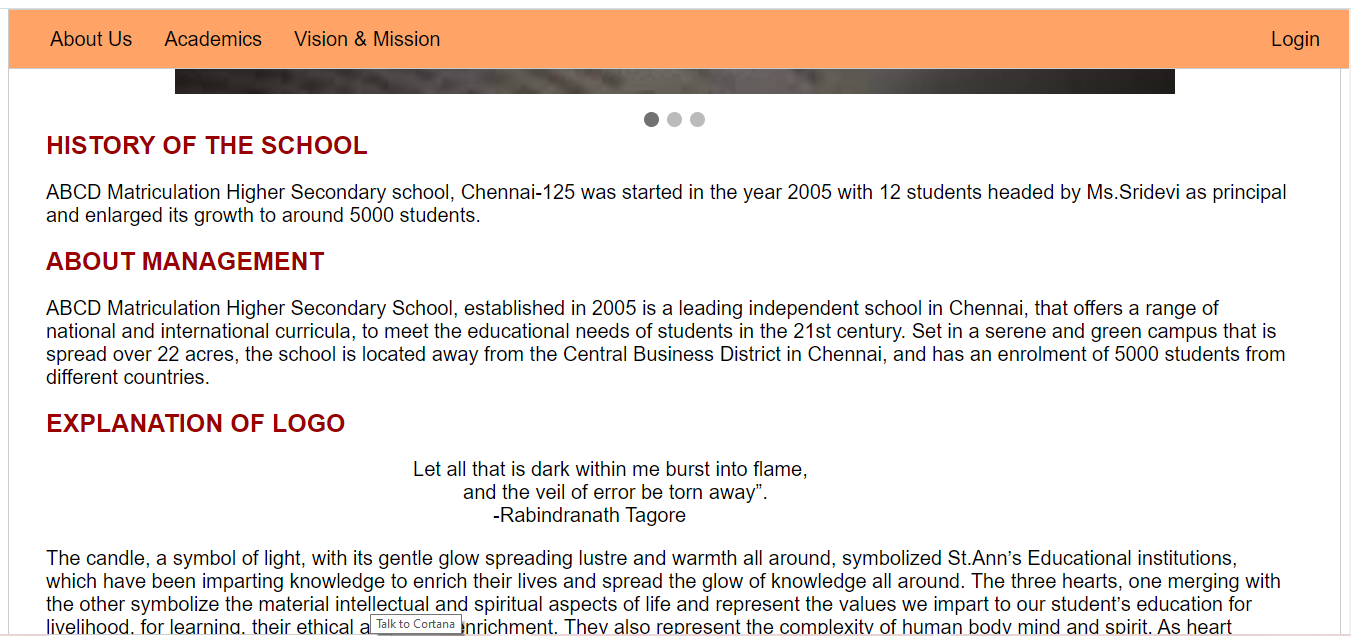 About Us Academics Vision & Mission Login
HISTORY OF THE SCHOOL
ABCD Matriculation Higher Secondary school, Chennai-125 was started in the year 2005 with 12 students headed by Ms.Sridevi as principal
and enlarged its growth to around 5000 students.
ABOUT MANAGEMENT
ABCD Matriculation Higher Secondary School, established in 2005 is a leading independent school in Chennai, that offers a range of
national and international curricula, to meet the educational needs of students in the 21st century. Set in a serene and green campus that is
spread over 22 acres, the school is located away from the Central Business District in Chennai, and has an enrolment of 5000 students from
different countries.
EXPLANATION OF LOGO
Let all that is dark within me burst into flame,
and the veil of error be torn away”.
-Rabindranath Tagore
The candle, a symbol of light, with its gentle glow spreading lustre and warmth all around, symbolized St.Ann’s Educational institutions,
which have been imparting knowledge to enrich their lives and spread the glow of knowledge all around. The three hearts, one merging with
the other symbolize the material intellectual and spiritual aspects of life and represent the values we impart to our student’s education for
livelihood, for learning, their ethical enrichment. They also represent the complexity of human body mind and spirit. As heart
Talk to Cortana